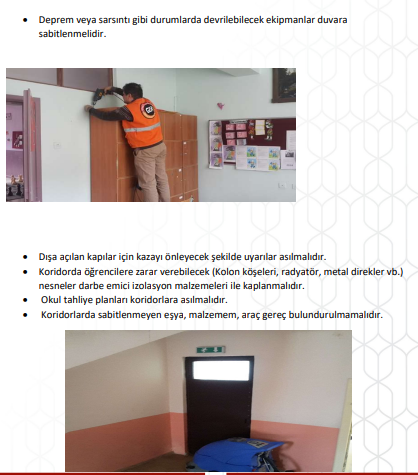 • Deprem veya sarsıntı gibi durumlarda devrilebilecek ekipmanlar duvara
sabitlenmelidir.
• Dışa açılan kapılar için kazayı önleyecek şekilde uyarılar asılmalıdır.
• Koridorda öğrencilere zarar verebilecek (Kolon köşeleri, radyatör, metal direkler vb.)
nesneler darbe emici izolasyon malzemeleri ile kaplanmalıdır.
• Okul tahliye planları koridorlara asılmalıdır.
• Koridorlarda sabitlenmeyen eşya, malzemem, araç gereç bulundurulmamalıdır.